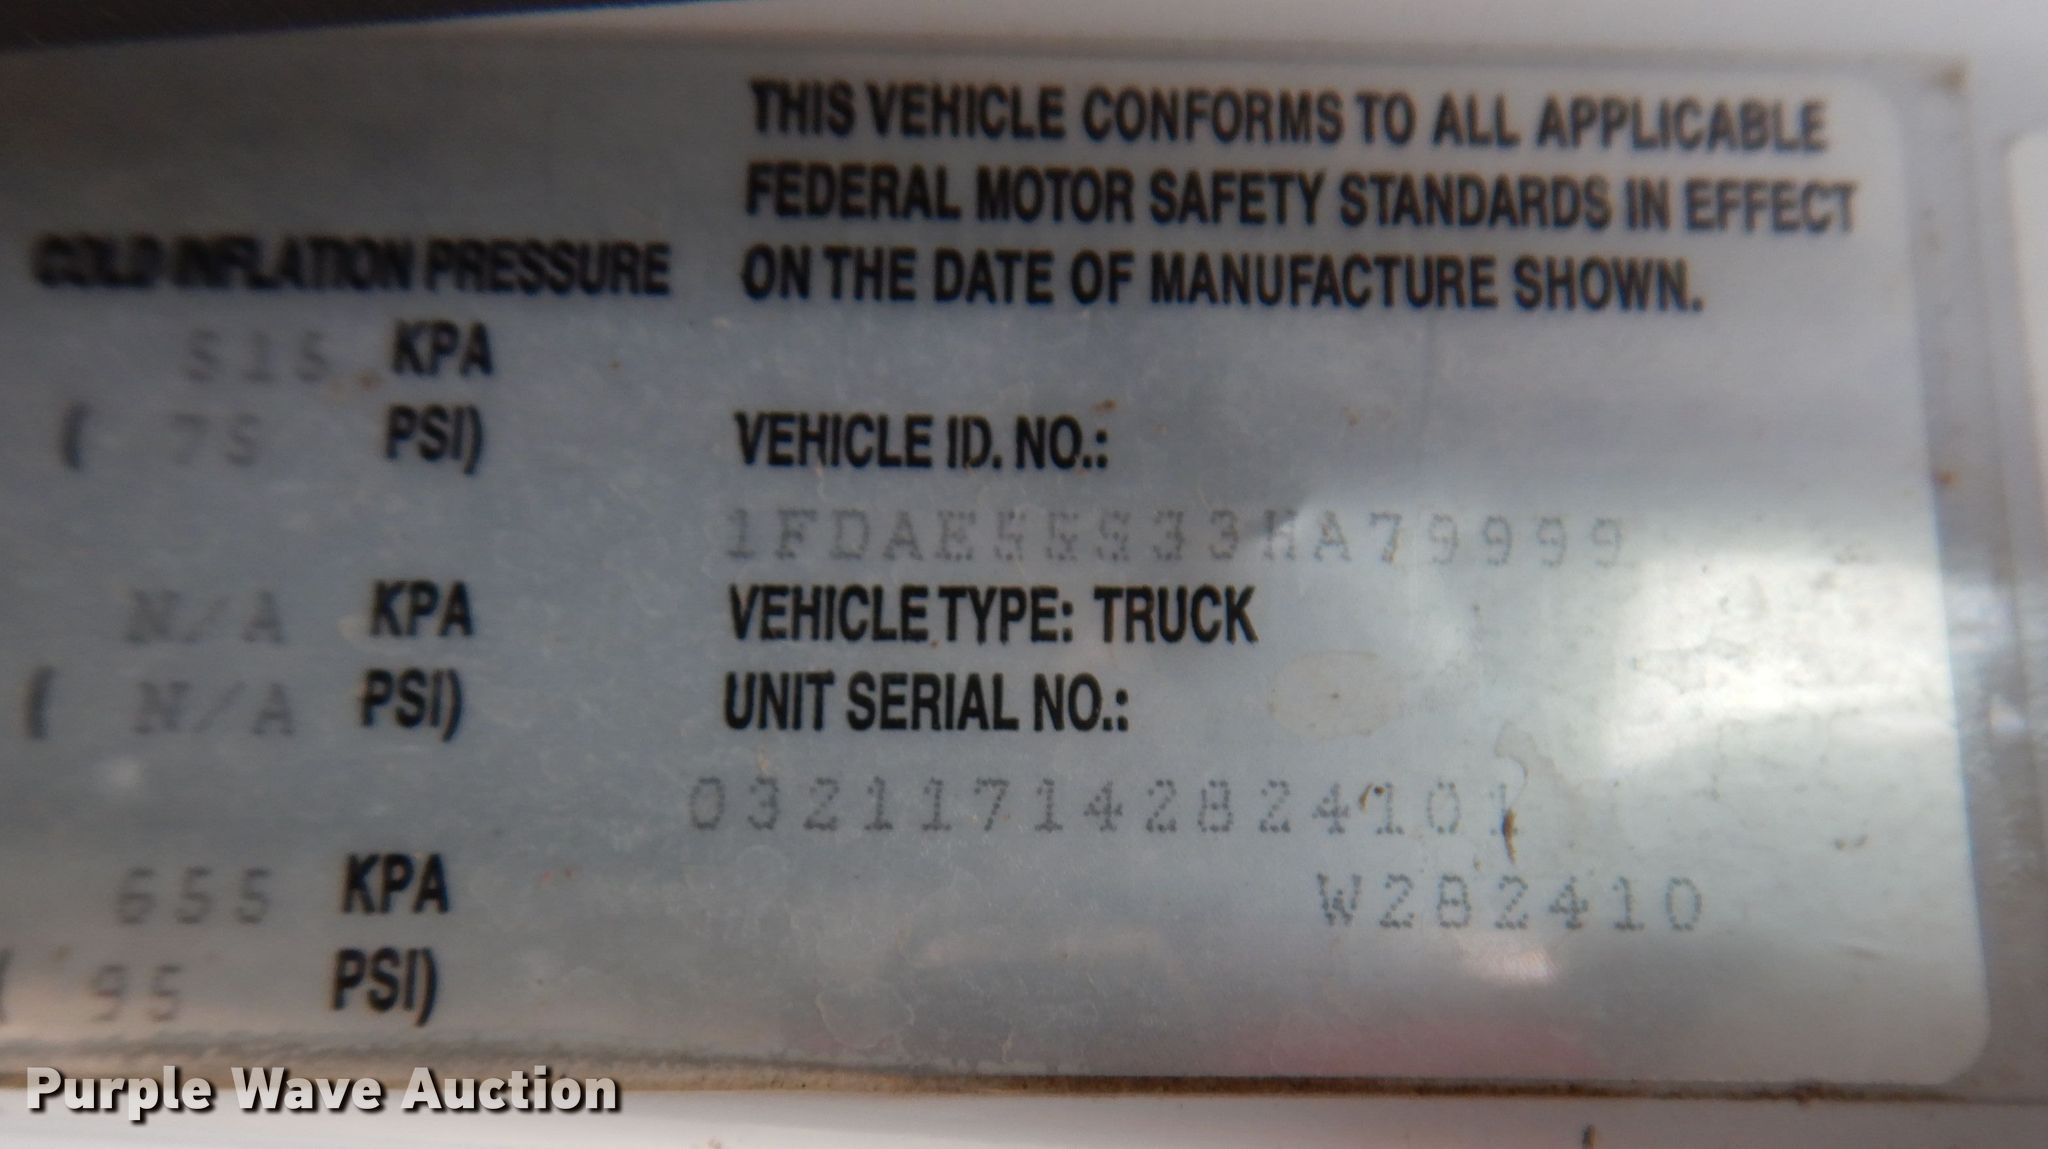 THIS VEHICLE CONFORMS TO ALL APPLICABLE
FEDERAL MOTOR SAFETY STANDARDS IN EFFECT
ON THE DATE OF MANUFACTURE SHOWN.
COLD INFLATION PRESSURE
515 KPA
( 75 PSI)
VEHICLE ID. NO.:
1FDAE55S33HA79999
N/A KPA
VEHICLE TYPE: TRUCK
( N/A PSI)
UNIT SERIAL NO.:
032117142824101
655 KPA
W282410
( 95 PSI)
Purple Wave Auction